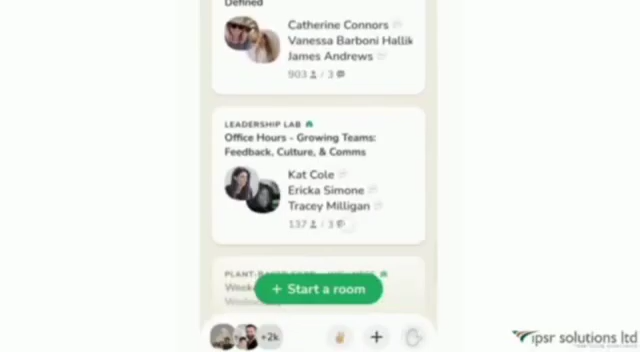 Defined
Catherine Connors
Vanessa Barboni Hallik
James Andrews
903 / 3
LEADERSHIP LAB
Office Hours - Growing Teams:
Feedback, Culture, & Comms
Kat Cole
Ericka Simone
Tracey Milligan
137 / 3
+ Start a room
+2k
+
ipsr solutions ltd